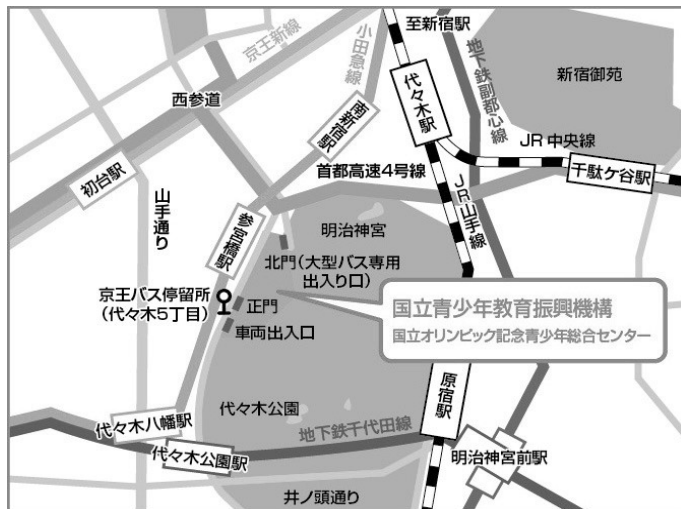 至新宿駅
京王新線
小田急線
地下鉄副都心線
新宿御苑
代々木駅
西参道
南新宿駅
JR中央線
首都高速4号線
千駄ケ谷駅
初台駅
山手通り
JR山手線
参宮橋駅
明治神宮
北門(大型バス専用
出入り口)
京王バス停留所
(代々木5丁目)
正門
車両出入口
国立青少年教育振興機構
国立オリンピック記念青少年総合センター
原宿駅
代々木公園
代々木八幡駅
地下鉄千代田線
代々木公園駅
明治神宮前駅
井ノ頭通り